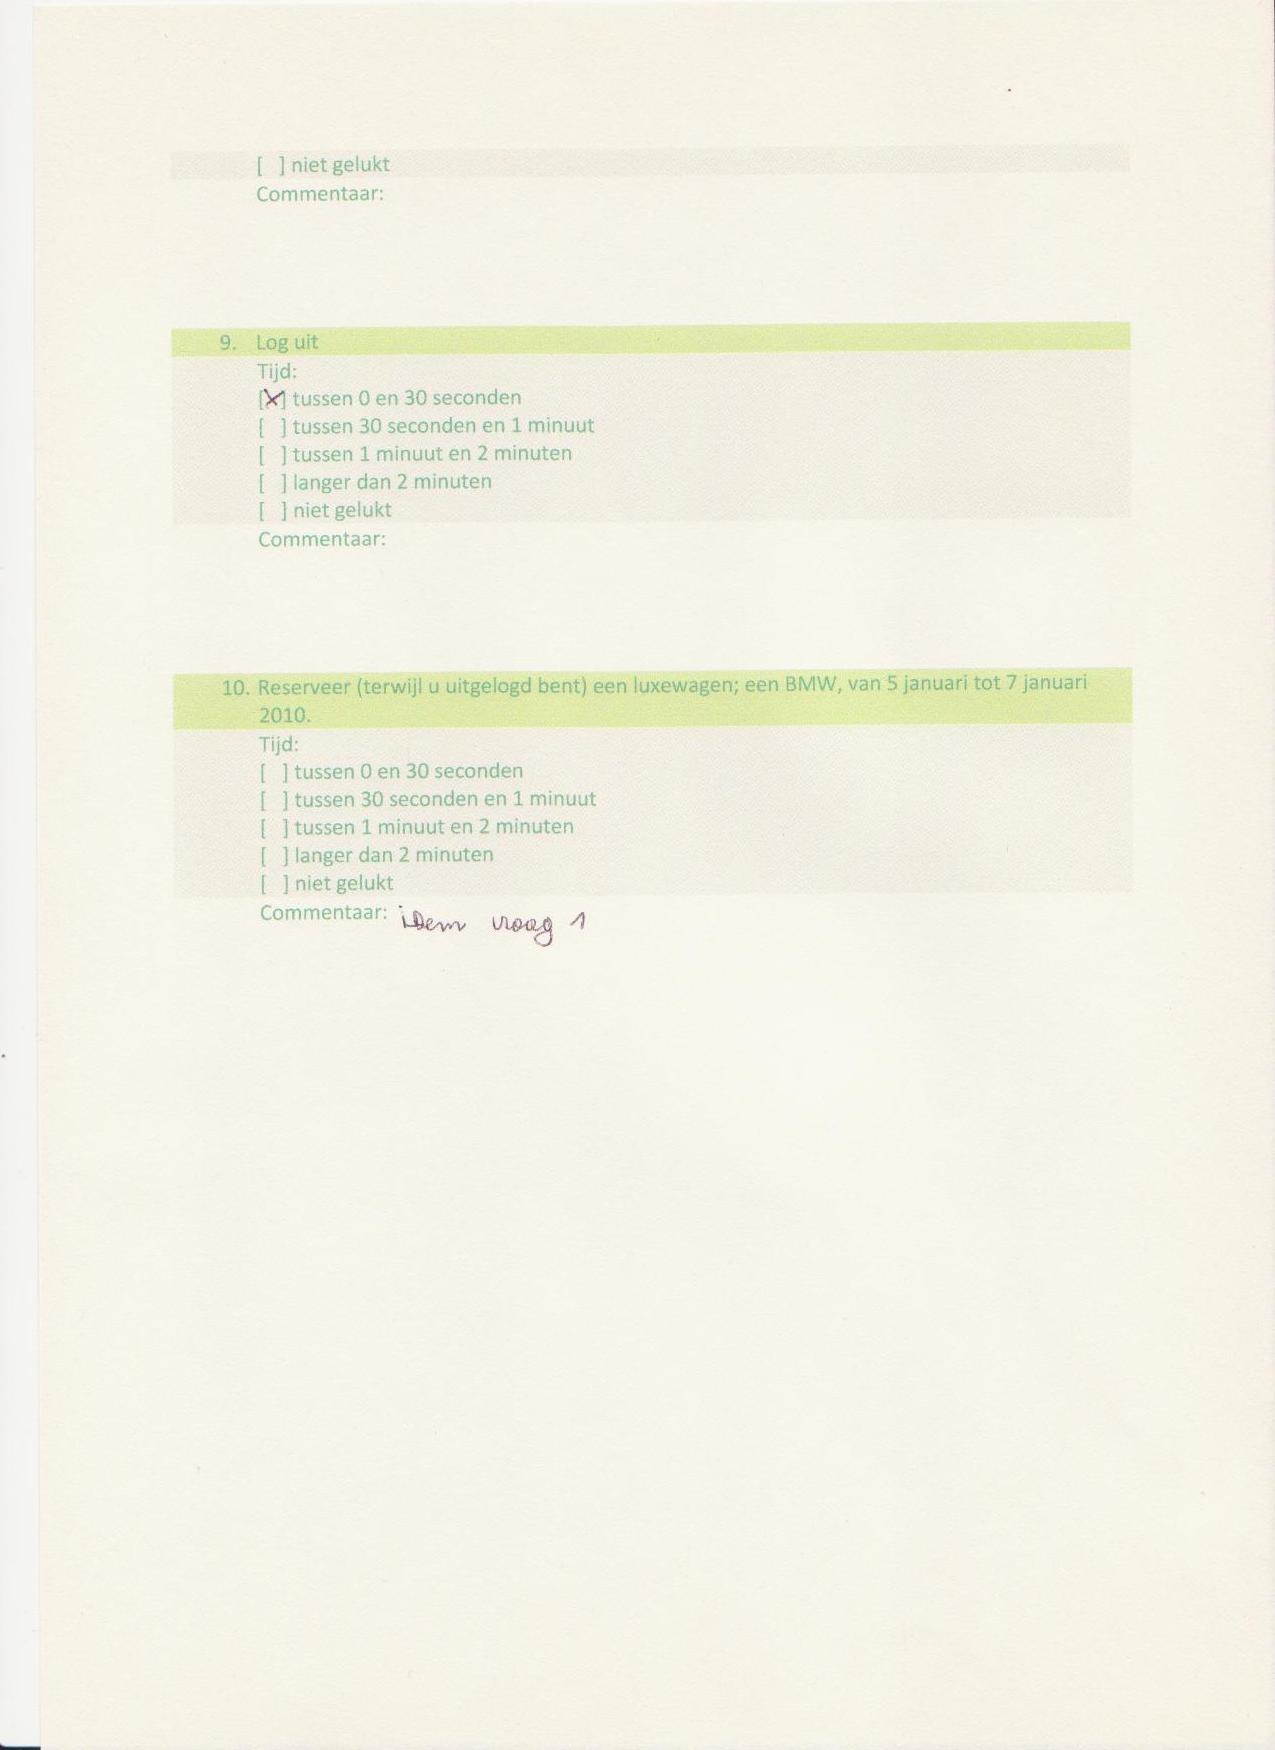 [ ] niet gelukt
Commentaar:
9. Log uit
Tijd:
[X] tussen 0 en 30 seconden
[ ] tussen 30 seconden en 1 minuut
[ ] tussen 1 minuut en 2 minuten
[ ] langer dan 2 minuten
[ ] niet gelukt
Commentaar:
10. Reserveer (terwijl u uitgelogd bent) een luxewagen; een BMW, van 5 januari tot 7 januari
2010.
Tijd:
[ ] tussen 0 en 30 seconden
[ ] tussen 30 seconden en 1 minuut
[ ] tussen 1 minuut en 2 minuten
[ ] langer dan 2 minuten
[ ] niet gelukt
Commentaar: idem vraag 1